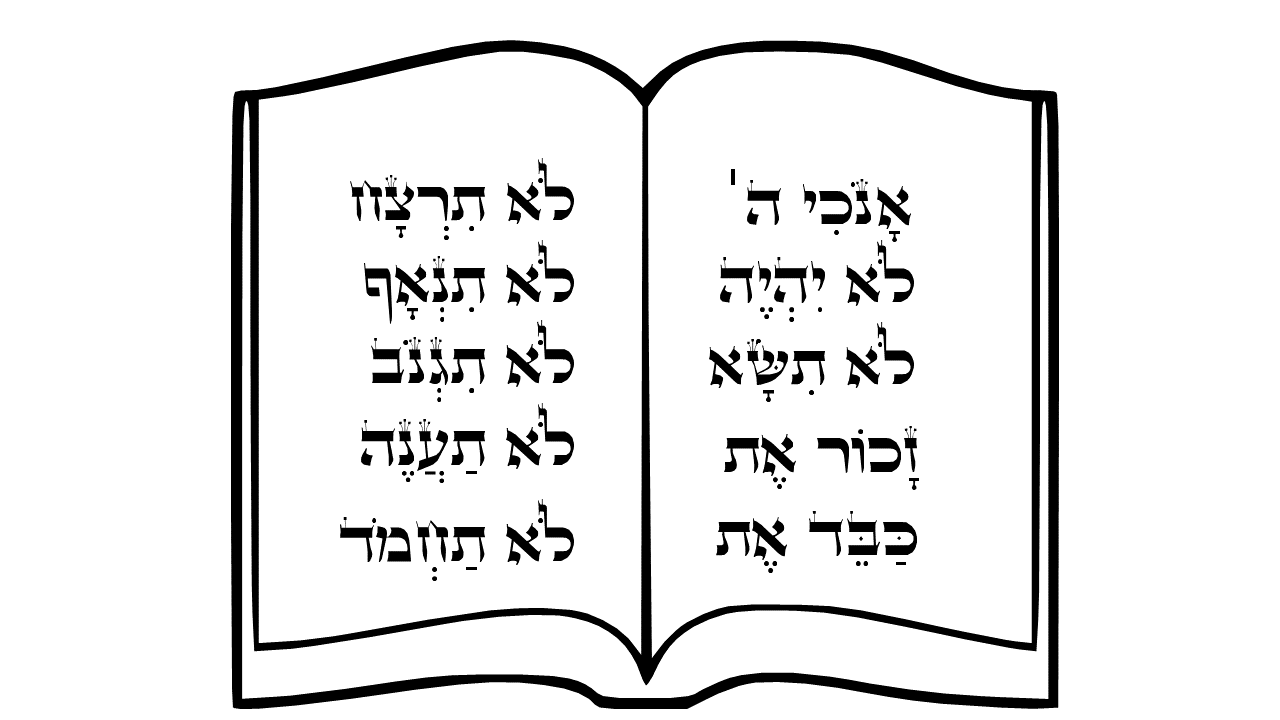 אָנֹכִי ה'
לֹא יִהְיֶה
לֹא תִשָּׂא
זָכוֹר אֶת
כַּבֵּד אֶת
לֹא תִרְצָח
לֹא תִנְאָף
לֹא תִגְנֹב
לֹא תַעֲנֶה
לֹא תַחְמֹד